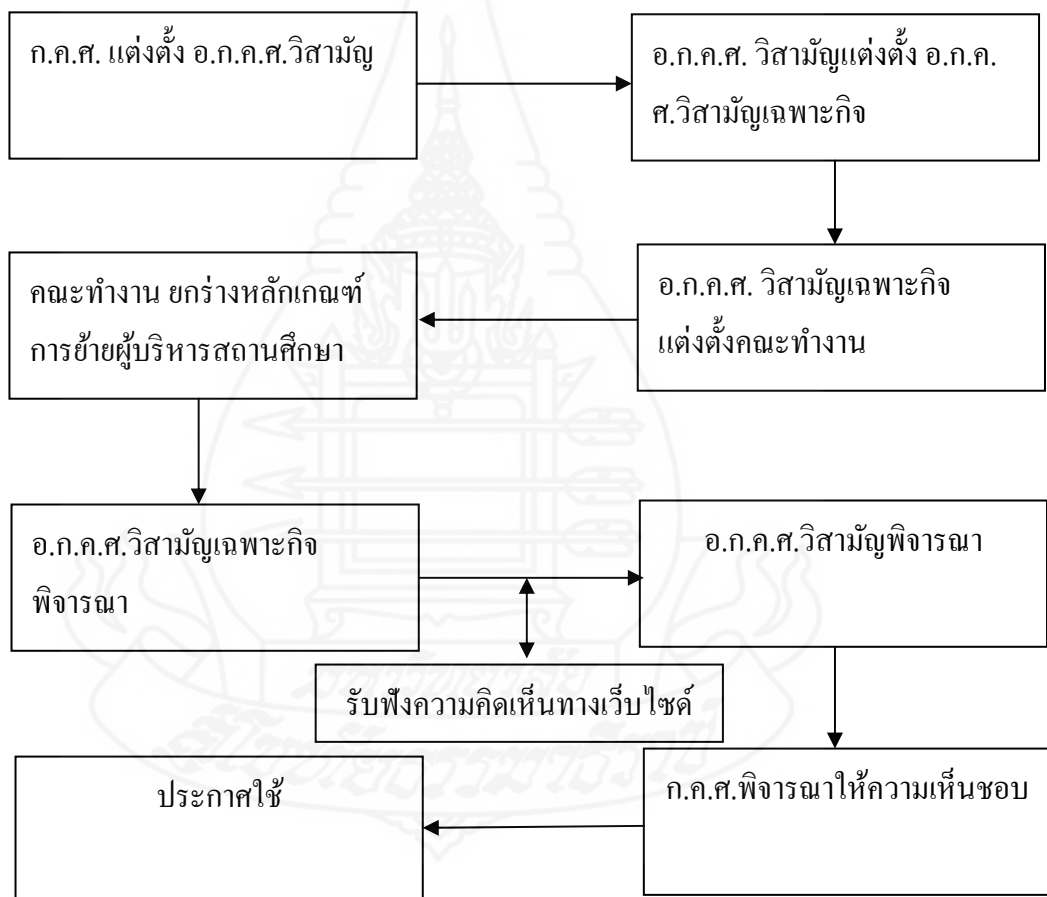 ก.ค.ศ. แต่งตั้ง อ.ก.ค.ศ.วิสามัญ
อ.ก.ค.ศ. วิสามัญแต่งตั้ง อ.ก.ค.
ศ.วิสามัญเฉพาะกิจ
อ.ก.ค.ศ. วิสามัญเฉพาะกิจ
แต่งตั้งคณะทำงาน
คณะทำงาน ยกร่างหลักเกณฑ์
การย้ายผู้บริหารสถานศึกษา
อ.ก.ค.ศ.วิสามัญเฉพาะกิจ
พิจารณา
อ.ก.ค.ศ.วิสามัญพิจารณา
รับฟังความคิดเห็นทางเว็บไซด์
ก.ค.ศ.พิจารณาให้ความเห็นชอบ
ประกาศใช้